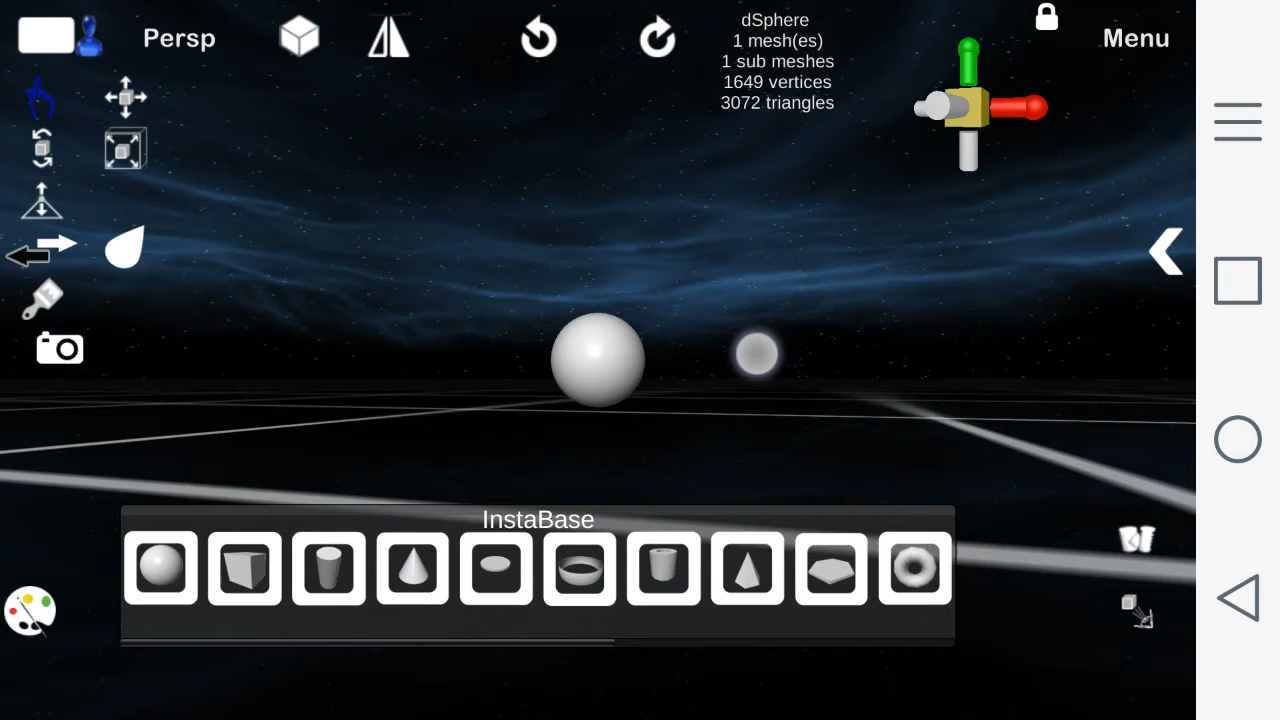 Persp
dSphere
1 mesh(es)
1 sub meshes
1649 vertices
3072 triangles
Menu
InstaBase